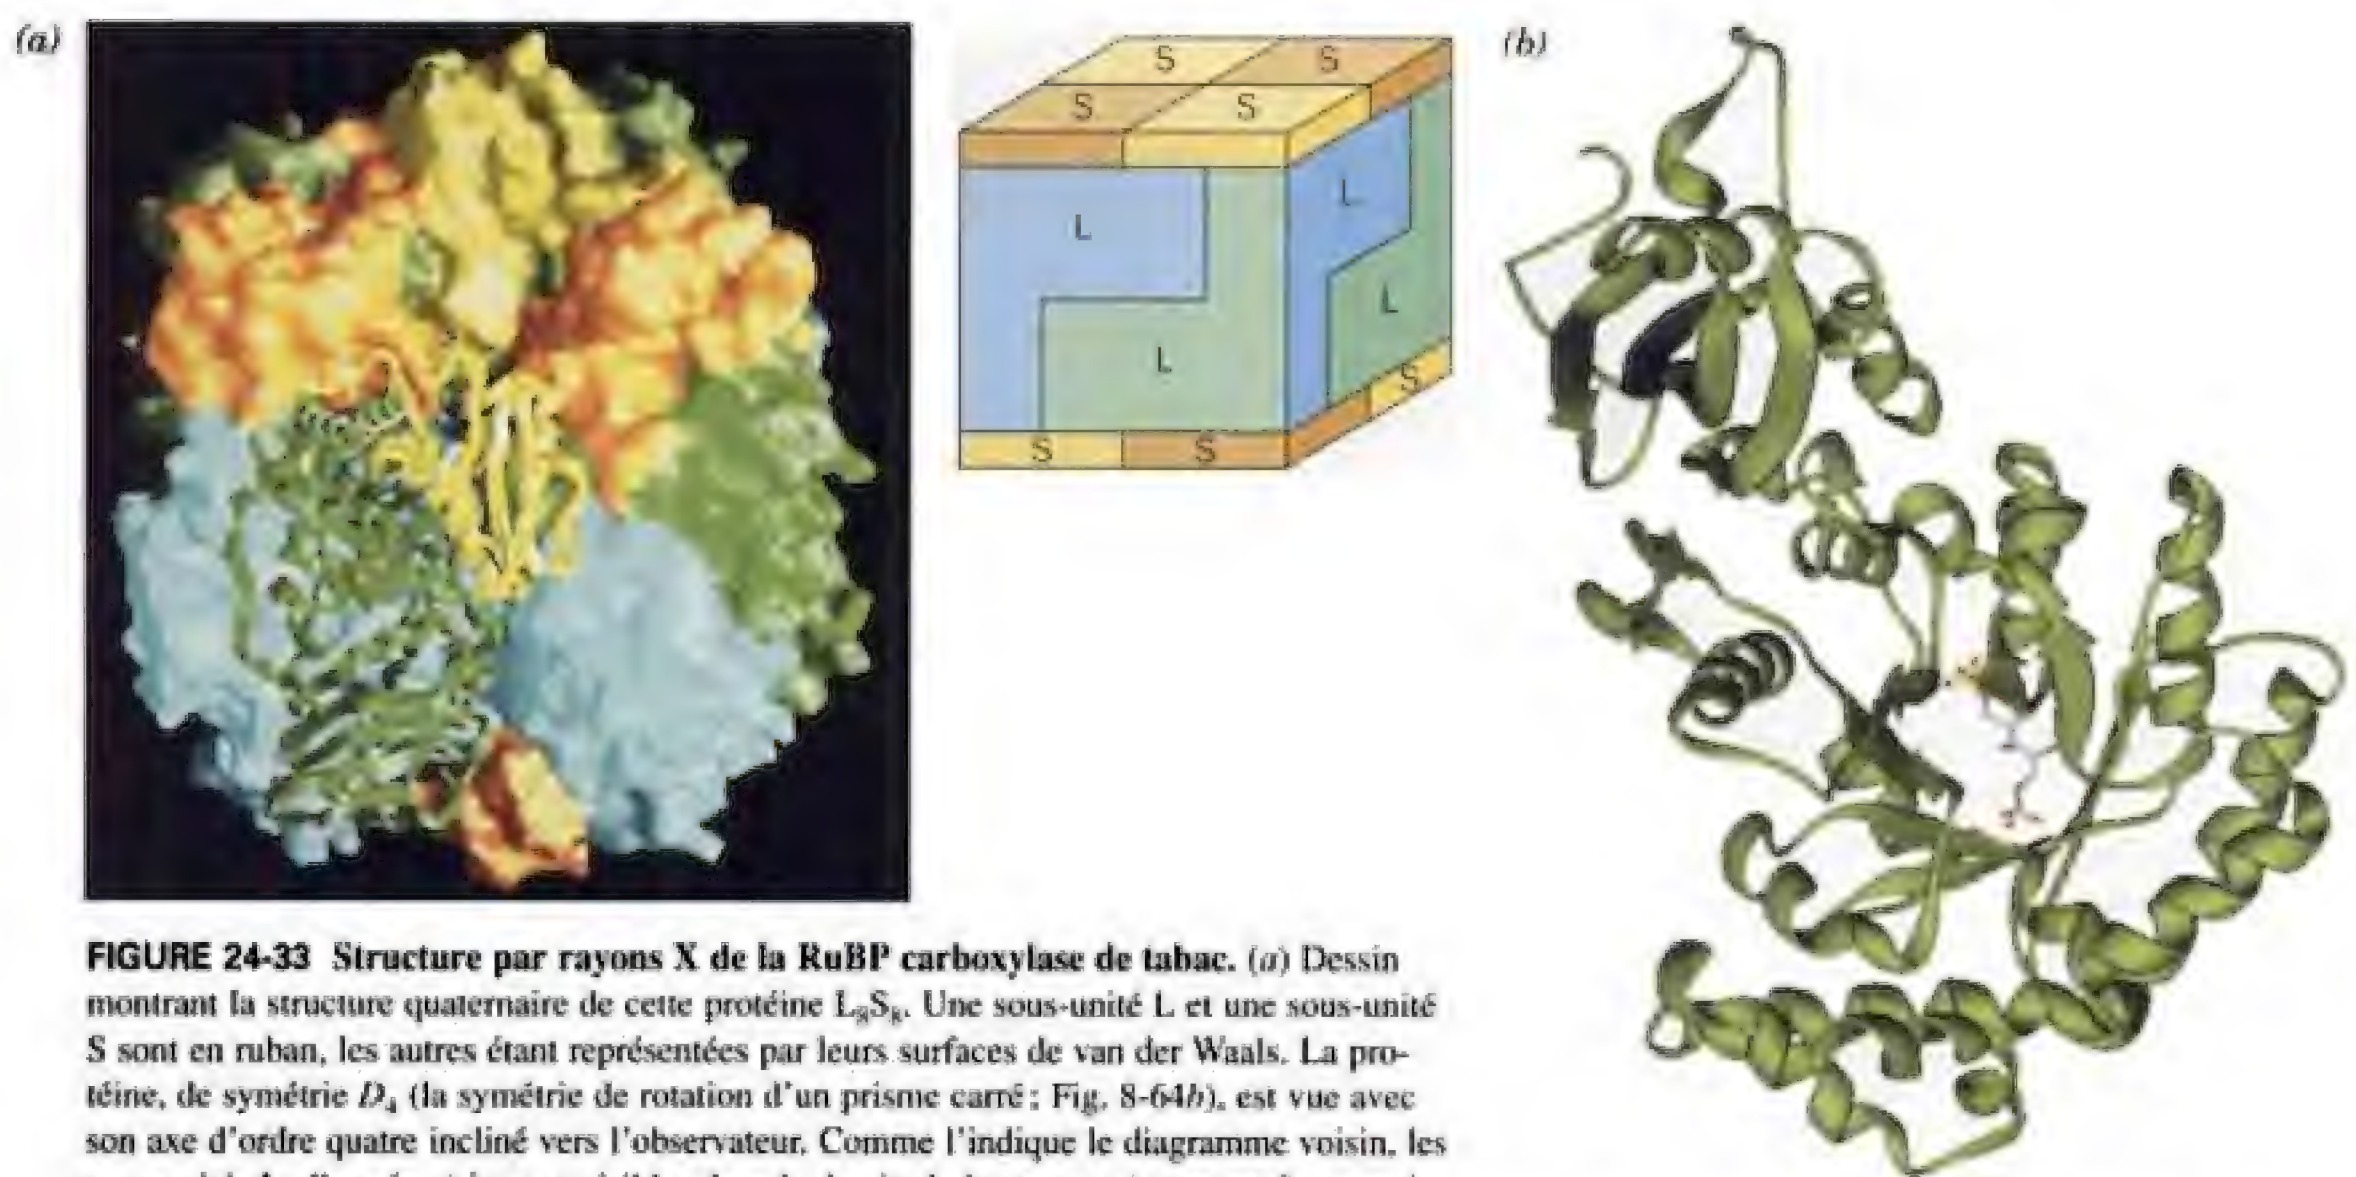 (a)
S S
S S
L
L
L
L
S
S S
(b)
FIGURE 24-33 Structure par rayons X de la RuBP carboxylase de tabac. (a) Dessin
montrant la structure quaternaire de cette protéine L₈S₈. Une sous-unité L et une sous-unité
S sont en ruban, les autres étant représentées par leurs surfaces de van der Waals. La pro-
téine, de symétrie D₄ (la symétrie de rotation d'un prisme carré; Fig. 8-64b), est vue avec
son axe d'ordre quatre incliné vers l'observateur. Comme l'indique le diagramme voisin, les